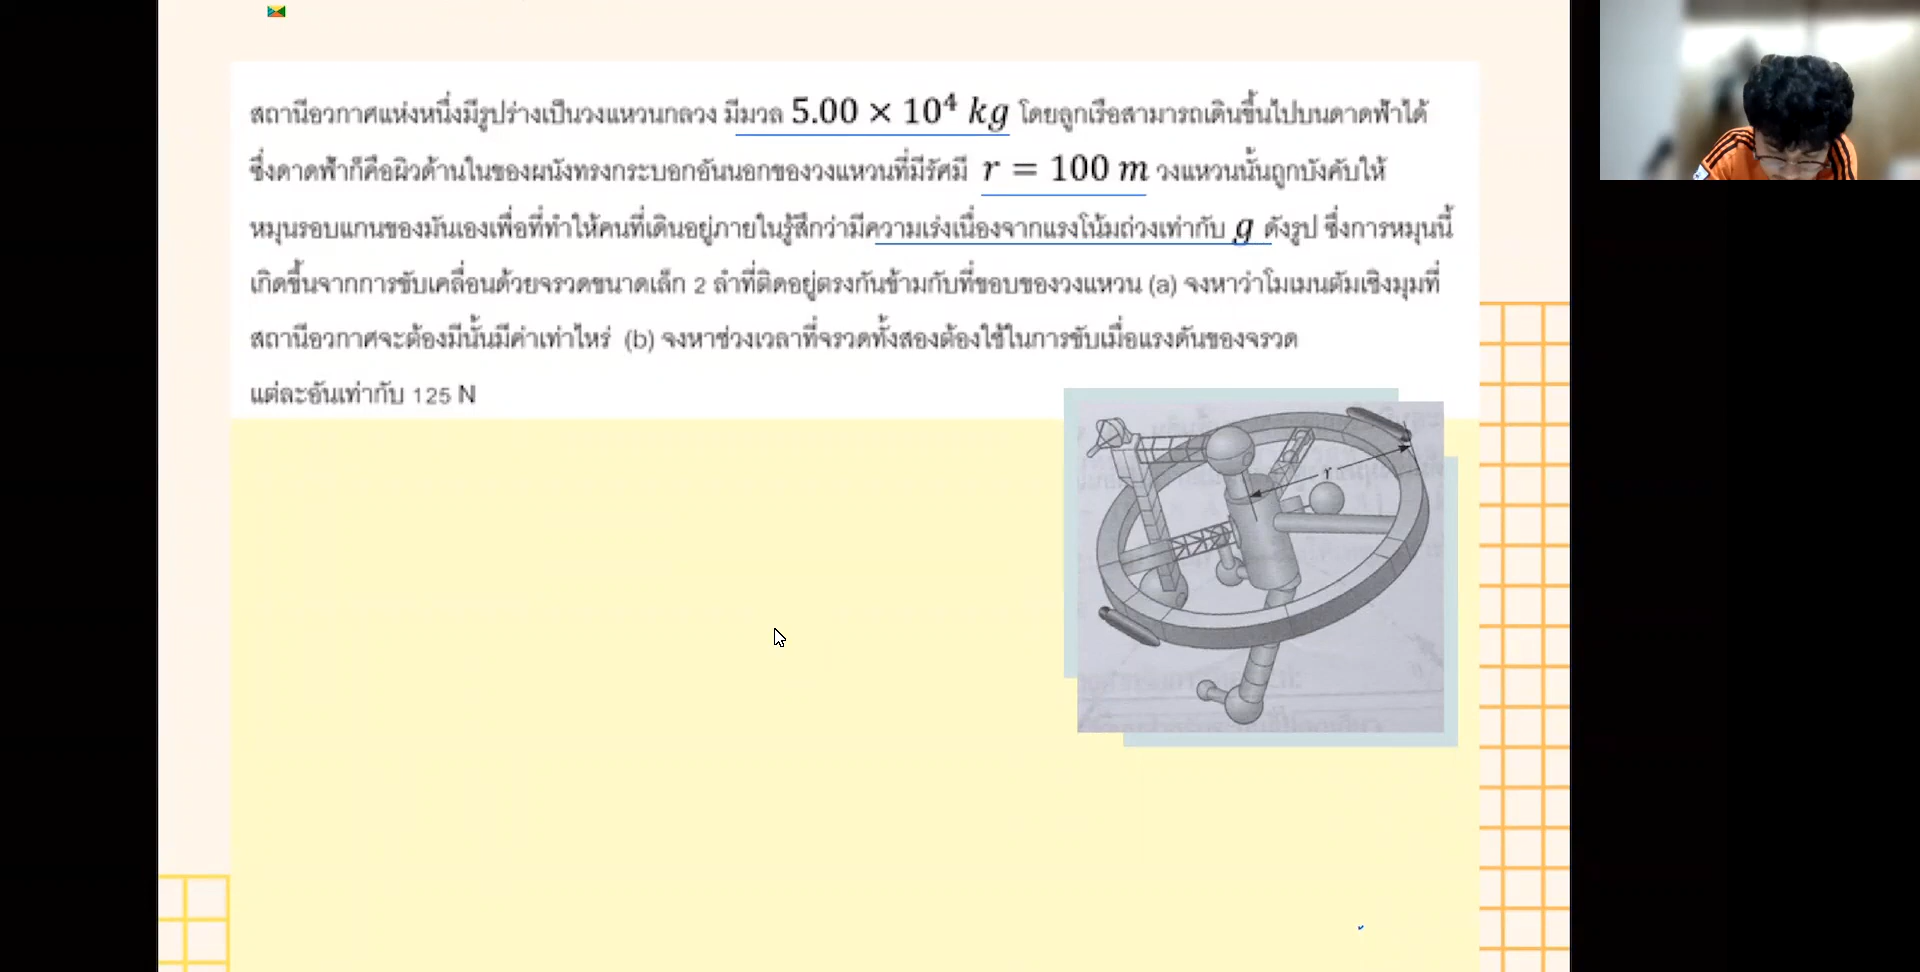 สถานีอวกาศแห่งหนึ่งมีรูปร่างเป็นวงแหวนกลวง มีมวล 5.00 × 10⁴ kg โดยลูกเรือสามารถเดินขึ้นไปบนดาดฟ้าได้
ซึ่งดาดฟ้าก็คือผิวด้านในของผนังทรงกระบอกอันนอกของวงแหวนที่มีรัศมี r = 100 m วงแหวนนั้นถูกบังคับให้
หมุนรอบแกนของมันเองเพื่อที่ทำให้คนที่เดินอยู่ภายในรู้สึกว่ามีความเร่งเนื่องจากแรงโน้มถ่วงเท่ากับ g ดังรูป ซึ่งการหมุนนี้
เกิดขึ้นจากการขับเคลื่อนด้วยจรวดขนาดเล็ก 2 ลำที่ติดอยู่ตรงกันข้ามกับที่ขอบของวงแหวน (a) จงหาว่าโมเมนตัมเชิงมุมที่
สถานีอวกาศจะต้องมีนั้นมีค่าเท่าไหร่ (b) จงหาช่วงเวลาที่จรวดทั้งสองต้องใช้ในการขับเมื่อแรงดันของจรวด
แต่ละอันเท่ากับ 125 N
r